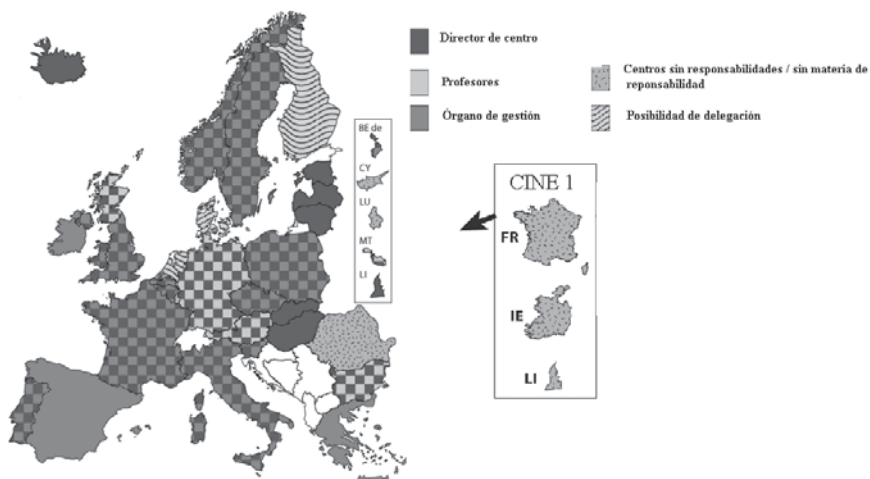 Director de centro
Profesores
Órgano de gestión
Centros sin responsabilidades / sin materia de
reponsabilidad
Posibilidad de delegación
BE de
CY
LU
MT
LI
CINE 1
FR
IE
LI